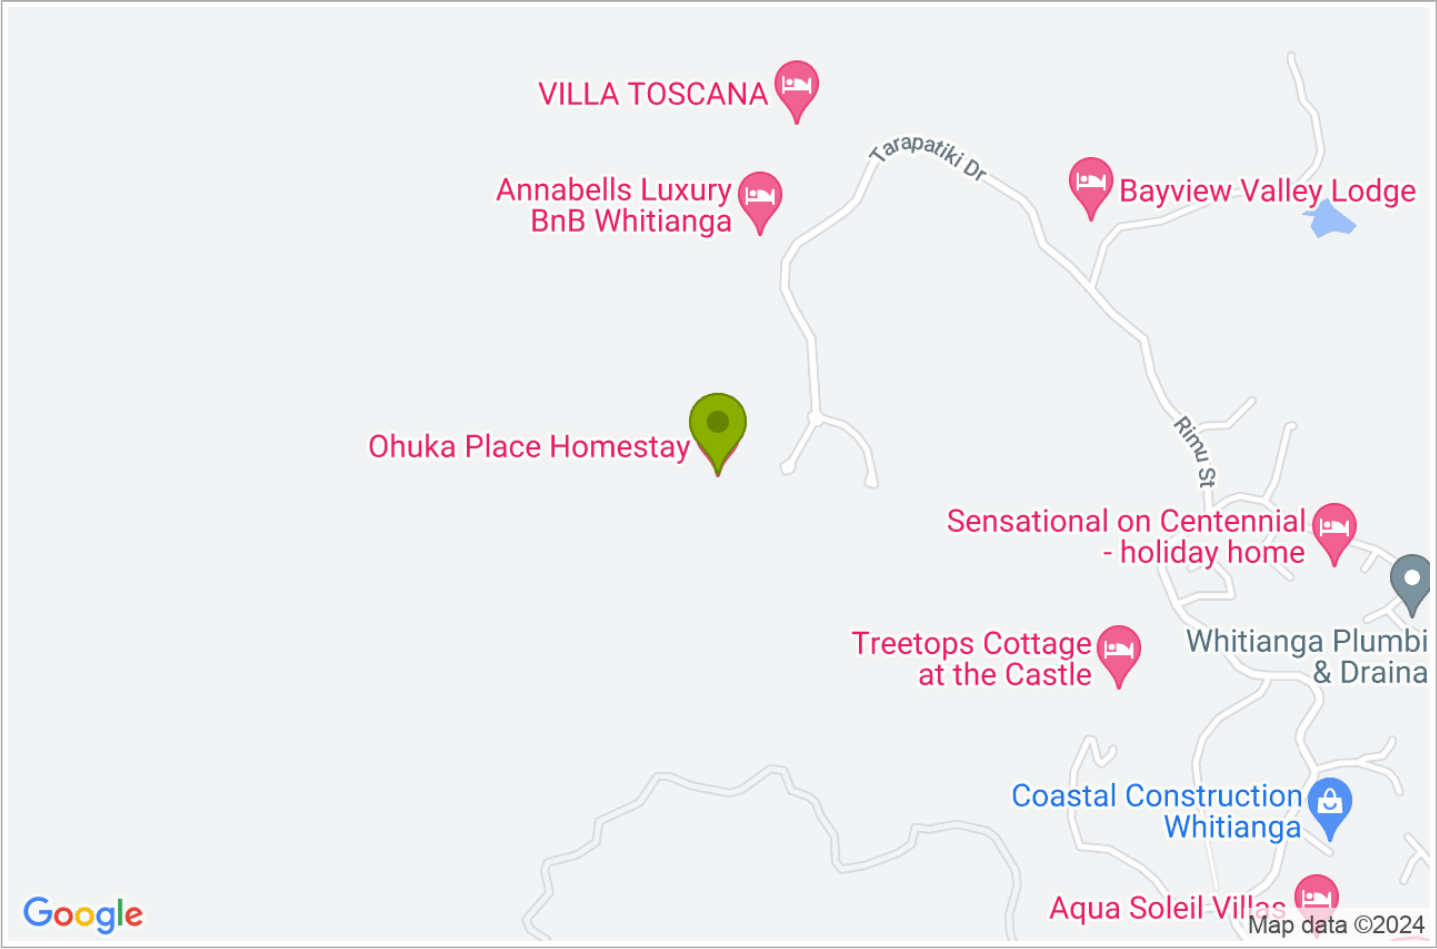 VILLA TOSCANA
Tarapatiki Dr
Annabells Luxury
BnB Whitianga
Bayview Valley Lodge
Ohuka Place Homestay
Rimu St
Sensational on Centennial
- holiday home
Treetops Cottage
at the Castle
Whitianga Plumbi
& Draina
Coastal Construction
Whitianga
Aqua Soleil Villas
Google
Map data ©2024